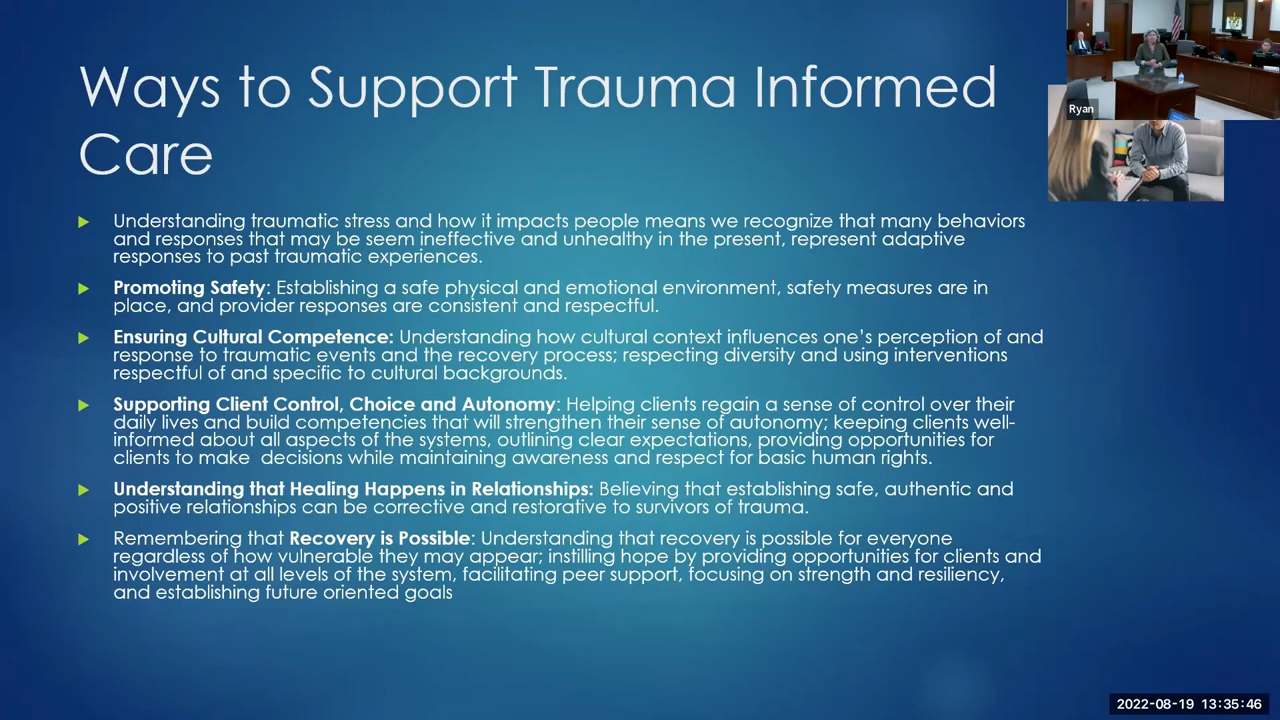 Ways to Support Trauma Informed
Care
Understanding traumatic stress and how it impacts people means we recognize that many behaviors
and responses that may be seem ineffective and unhealthy in the present, represent adaptive
responses to past traumatic experiences.
Promoting Safety: Establishing a safe physical and emotional environment, safety measures are in
place, and provider responses are consistent and respectful.
Ensuring Cultural Competence: Understanding how cultural context influences one's perception of and
response to traumatic events and the recovery process; respecting diversity and using interventions
respectful of and specific to cultural backgrounds.
Supporting Client Control, Choice and Autonomy: Helping clients regain a sense of control over their
daily lives and build competencies that will strengthen their sense of autonomy; keeping clients well-
informed about all aspects of the systems, outlining clear expectations, providing opportunities for
clients to make  decisions while maintaining awareness and respect for basic human rights.
Understanding that Healing Happens in Relationships: Believing that establishing safe, authentic and
positive relationships can be corrective and restorative to survivors of trauma.
Remembering that Recovery is Possible: Understanding that recovery is possible for everyone
regardless of how vulnerable they may appear; instilling hope by providing opportunities for clients and
involvement at all levels of the system, facilitating peer support, focusing on strength and resiliency,
and establishing future oriented goals
Ryan
2022-08-19 13:35:46